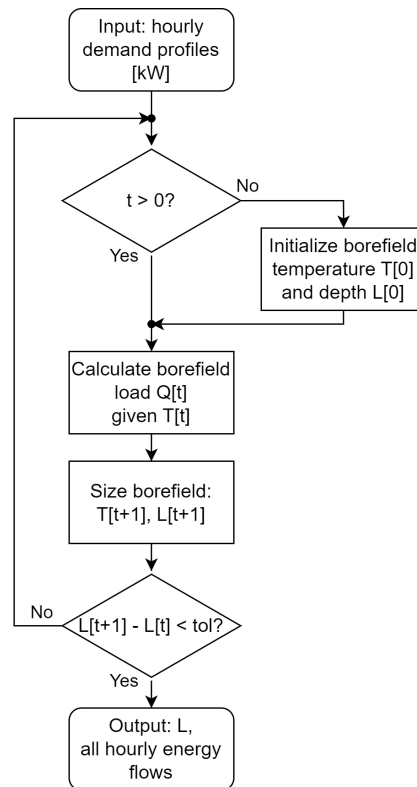 Input: hourly
demand profiles
[kW]
t > 0?
No
Yes
Initialize borefield
temperature T[0]
and depth L[0]
Calculate borefield
load Q[t]
given T[t]
Size borefield:
T[t+1], L[t+1]
No
L[t+1] - L[t] < tol?
Yes
Output: L,
all hourly energy
flows